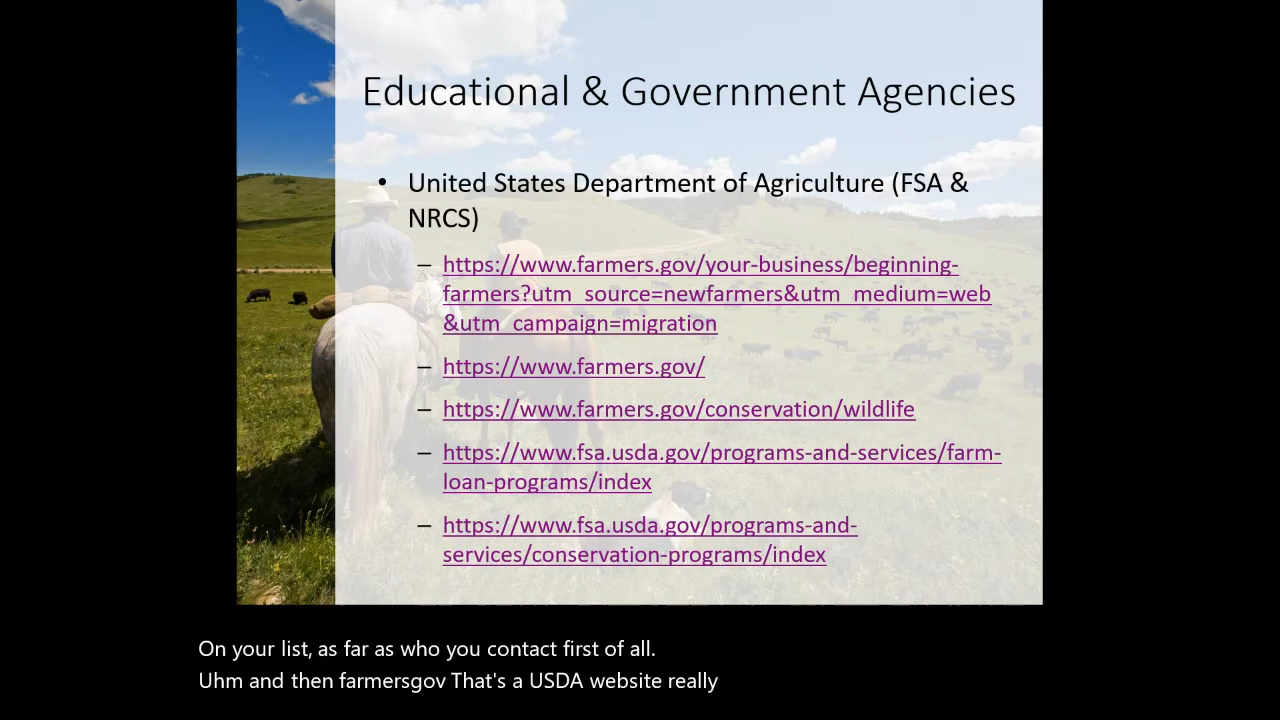 Educational & Government Agencies
• United States Department of Agriculture (FSA &
NRCS)
– https://www.farmers.gov/your-business/beginning-
farmers?utm_source=newfarmers&utm_medium=web
&utm_campaign=migration
– https://www.farmers.gov/
– https://www.farmers.gov/conservation/wildlife
– https://www.fsa.usda.gov/programs-and-services/farm-
loan-programs/index
– https://www.fsa.usda.gov/programs-and-
services/conservation-programs/index
On your list, as far as who you contact first of all.
Uhm and then farmersgov That's a USDA website really